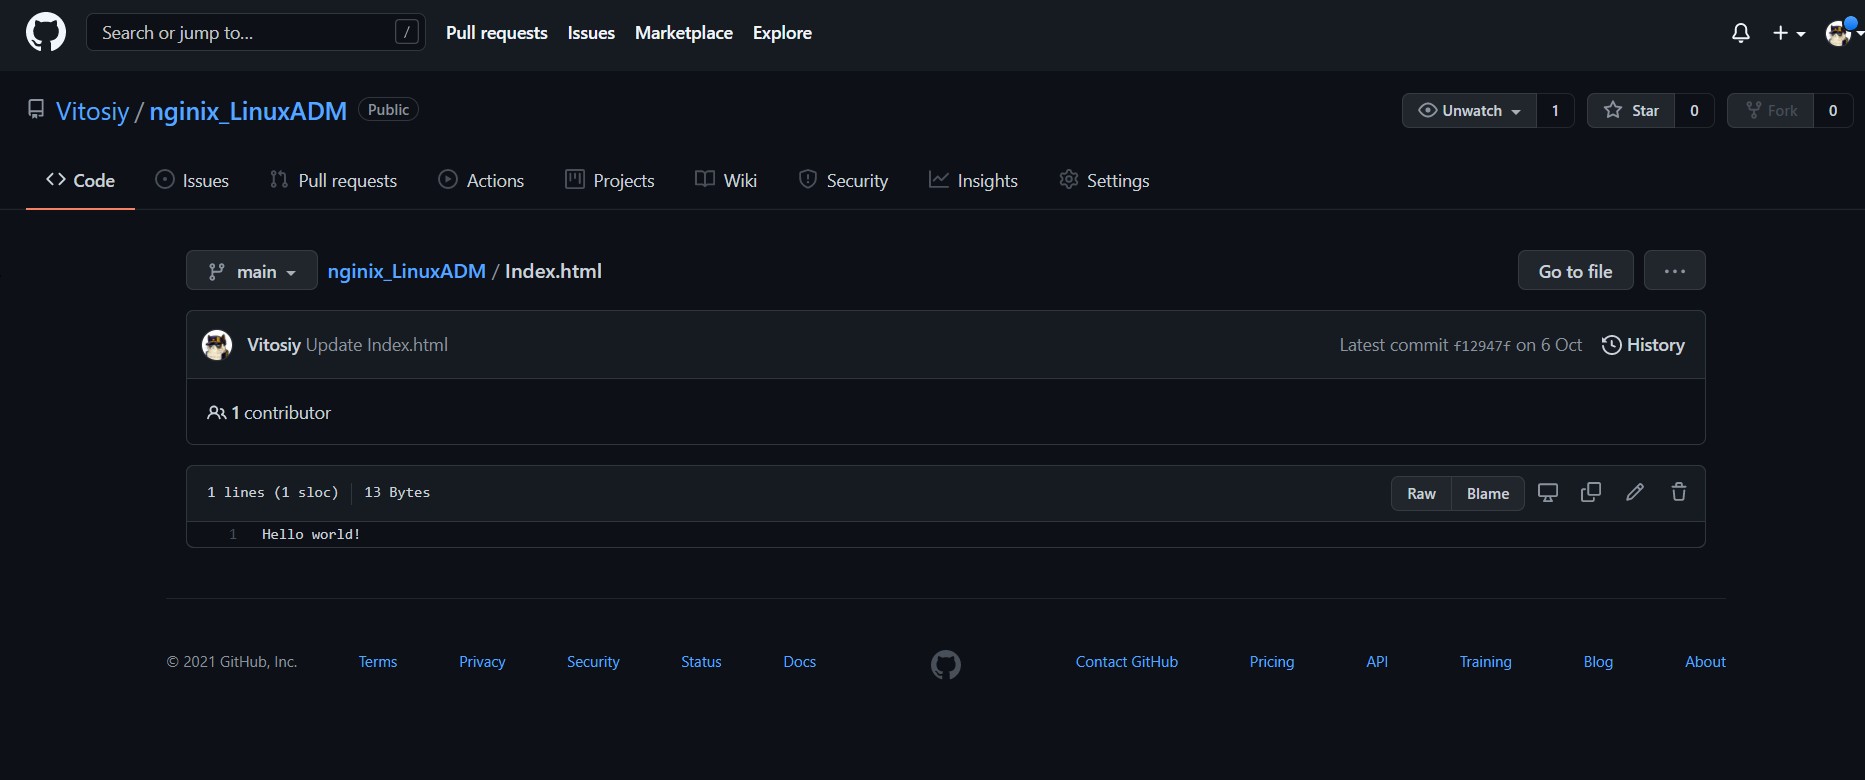 Search or jump to... / Pull requests Issues Marketplace Explore
Vitosiy / nginix_LinuxADM Public Unwatch 1 Star 0 Fork 0
Code Issues Pull requests Actions Projects Wiki Security Insights Settings
main nginix_LinuxADM / Index.html Go to file ...
Vitosiy Update Index.html Latest commit f12947f on 6 Oct History
1 contributor
1 lines (1 sloc) 13 Bytes Raw Blame
1 Hello world!
© 2021 GitHub, Inc. Terms Privacy Security Status Docs Contact GitHub Pricing API Training Blog About